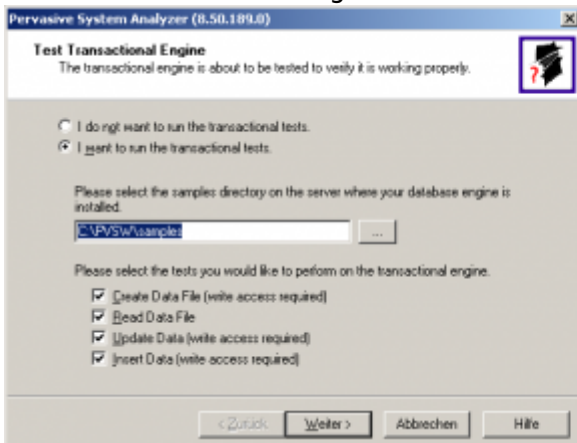 Pervasive System Analyzer (8.50.189.0)
Test Transactional Engine
The transactional engine is about to be tested to verify it is working properly.
I do not want to run the transactional tests.
I want to run the transactional tests.
Please select the samples directory on the server where your database engine is
installed.
C:\PVSW\samples
...
Please select the tests you would like to perform on the transactional engine.
Create Data File (write access required)
Read Data File
Update Data (write access required)
Insert Data (write access required)
< Zurück Weiter > Abbrechen Hilfe